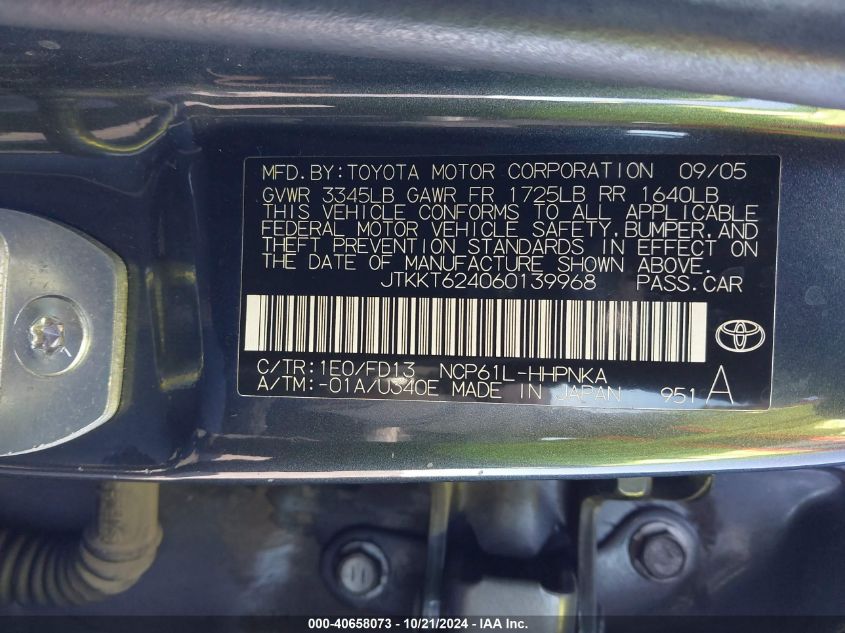 MFD.BY:TOYOTA MOTOR CORPORATION 09/05
GVWR 3345LB GAWR FR 1725LB RR 1640LB
THIS VEHICLE CONFORMS TO ALL APPLICABLE
FEDERAL MOTOR VEHICLE SAFETY,BUMPER,AND
THEFT PREVENTION STANDARDS IN EFFECT ON
THE DATE OF MANUFACTURE SHOWN ABOVE.
JTKKT624060139968 PASS.CAR
C/TR:1E0/FD13 NCP61L-HHPNKA
A/TM:-01A/U340E MADE IN JAPAN 951 A
000-40658073 - 10/21/2024 - IAA Inc.